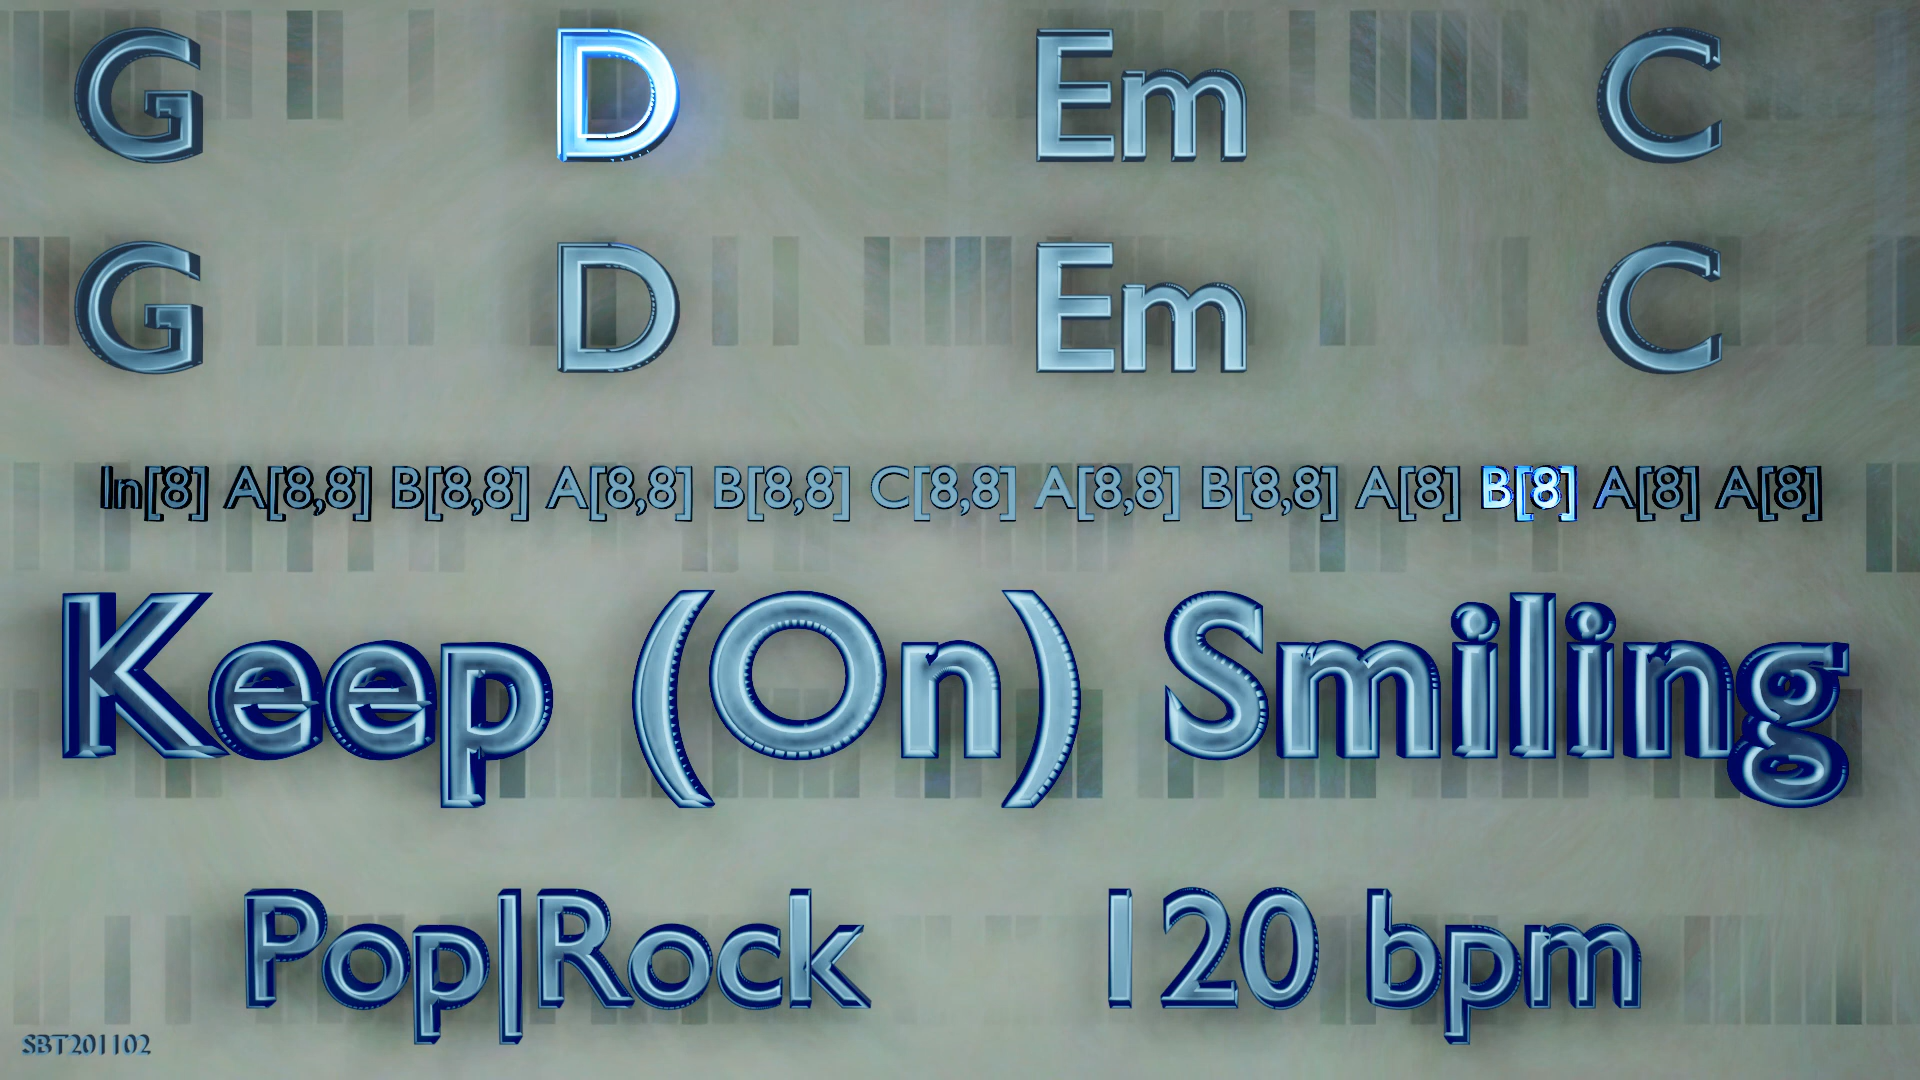 G D Em C
G D Em C
In[8] A[8,8] B[8,8] A[8,8] B[8,8] C[8,8] A[8,8] B[8,8] A[8] B[8] A[8] A[8]
Keep (On) Smiling
Pop|Rock 120 bpm
SBT201102